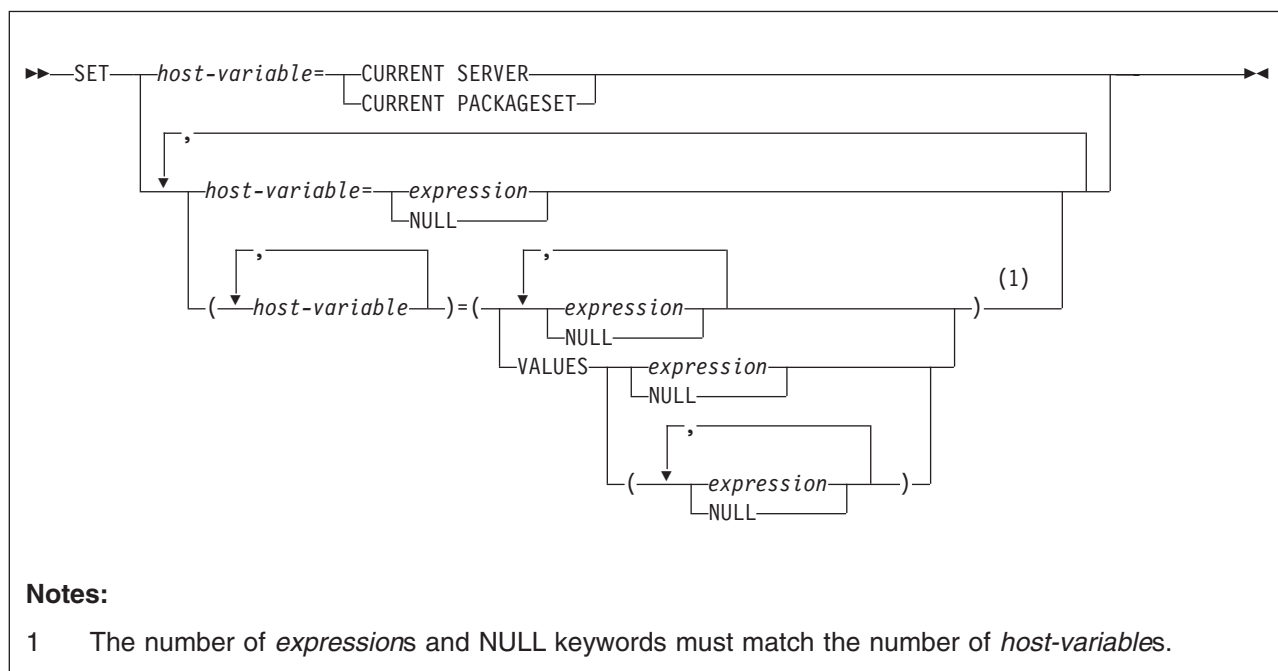 SET host-variable= CURRENT SERVER
CURRENT PACKAGESET
,
host-variable= expression
NULL
, ,
(1)
( host-variable )=( expression )
NULL
VALUES expression
NULL
,
( expression )
NULL
Notes:
1 The number of expressions and NULL keywords must match the number of host-variables.